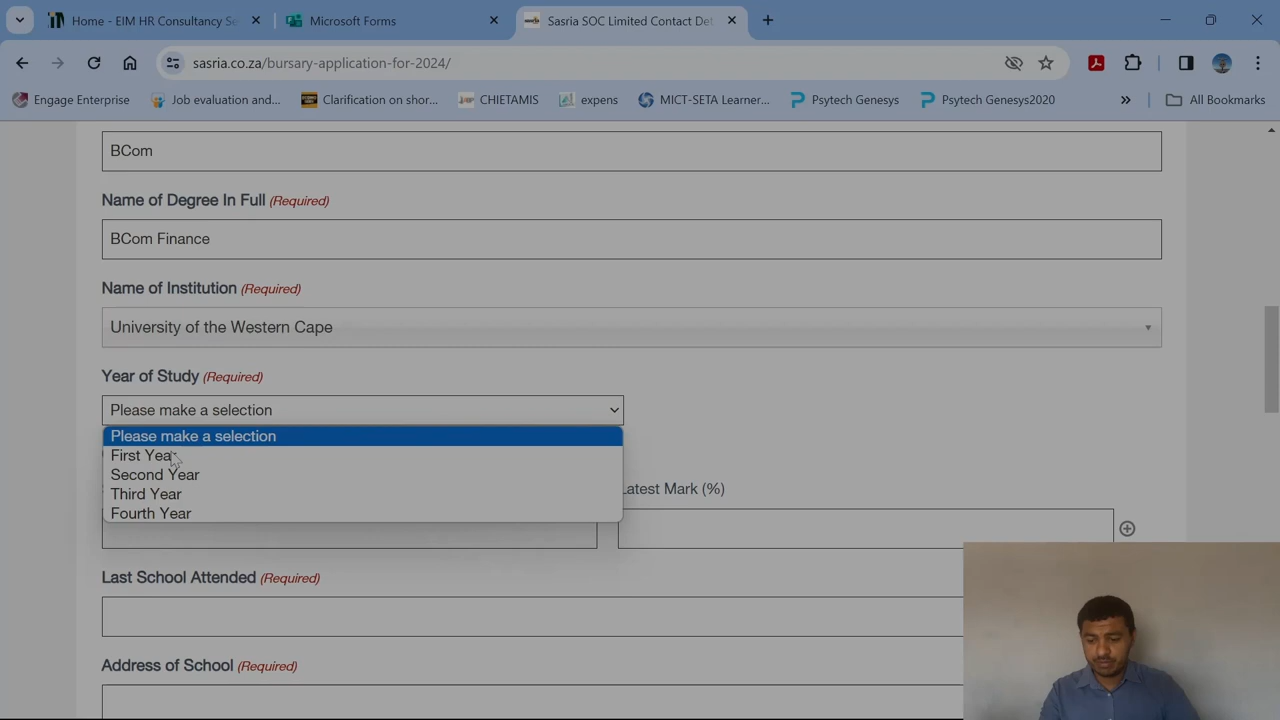 Home - EIM HR Consultancy Se
Microsoft Forms
Sasria SOC Limited Contact Det
sasria.co.za/bursary-application-for-2024/
Engage Enterprise
Job evaluation and...
Clarification on shor...
CHIETAMIS
expens
MICT-SETA Learner...
Psytech Genesys
Psytech Genesys2020
All Bookmarks
BCom
Name of Degree In Full (Required)
BCom Finance
Name of Institution (Required)
University of the Western Cape
Year of Study (Required)
Please make a selection
Please make a selection
First Year
Second Year
Third Year
Fourth Year
Latest Mark (%)
Last School Attended (Required)
Address of School (Required)